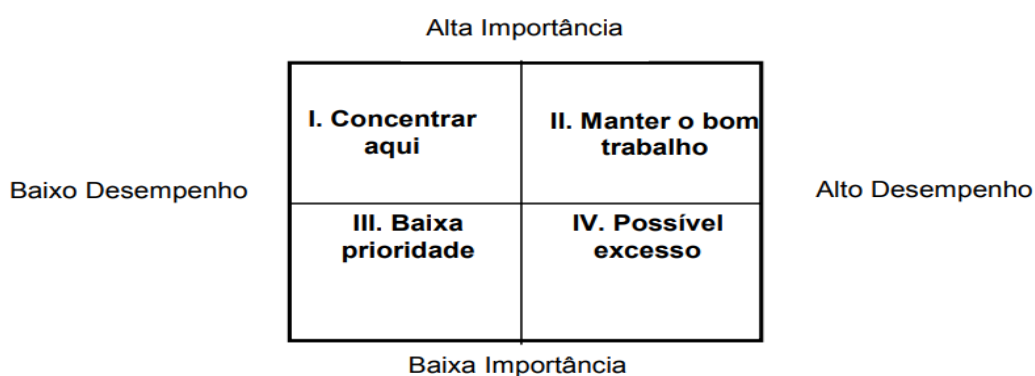 Alta Importância
I. Concentrar
aqui
II. Manter o bom
trabalho
Baixo Desempenho
Alto Desempenho
III. Baixa
prioridade
IV. Possível
excesso
Baixa Importância